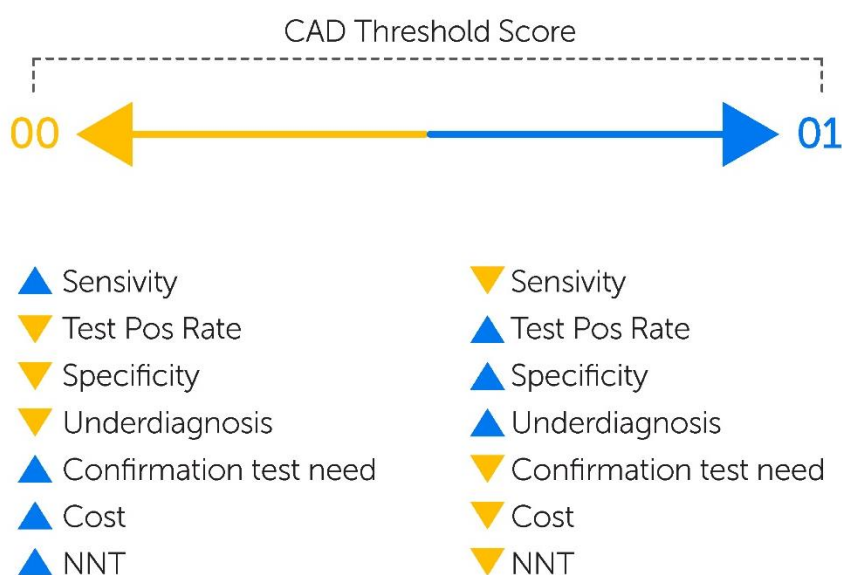 CAD Threshold Score
00
01
Sensivity
Test Pos Rate
Specificity
Underdiagnosis
Confirmation test need
Cost
NNT
Sensivity
Test Pos Rate
Specificity
Underdiagnosis
Confirmation test need
Cost
NNT